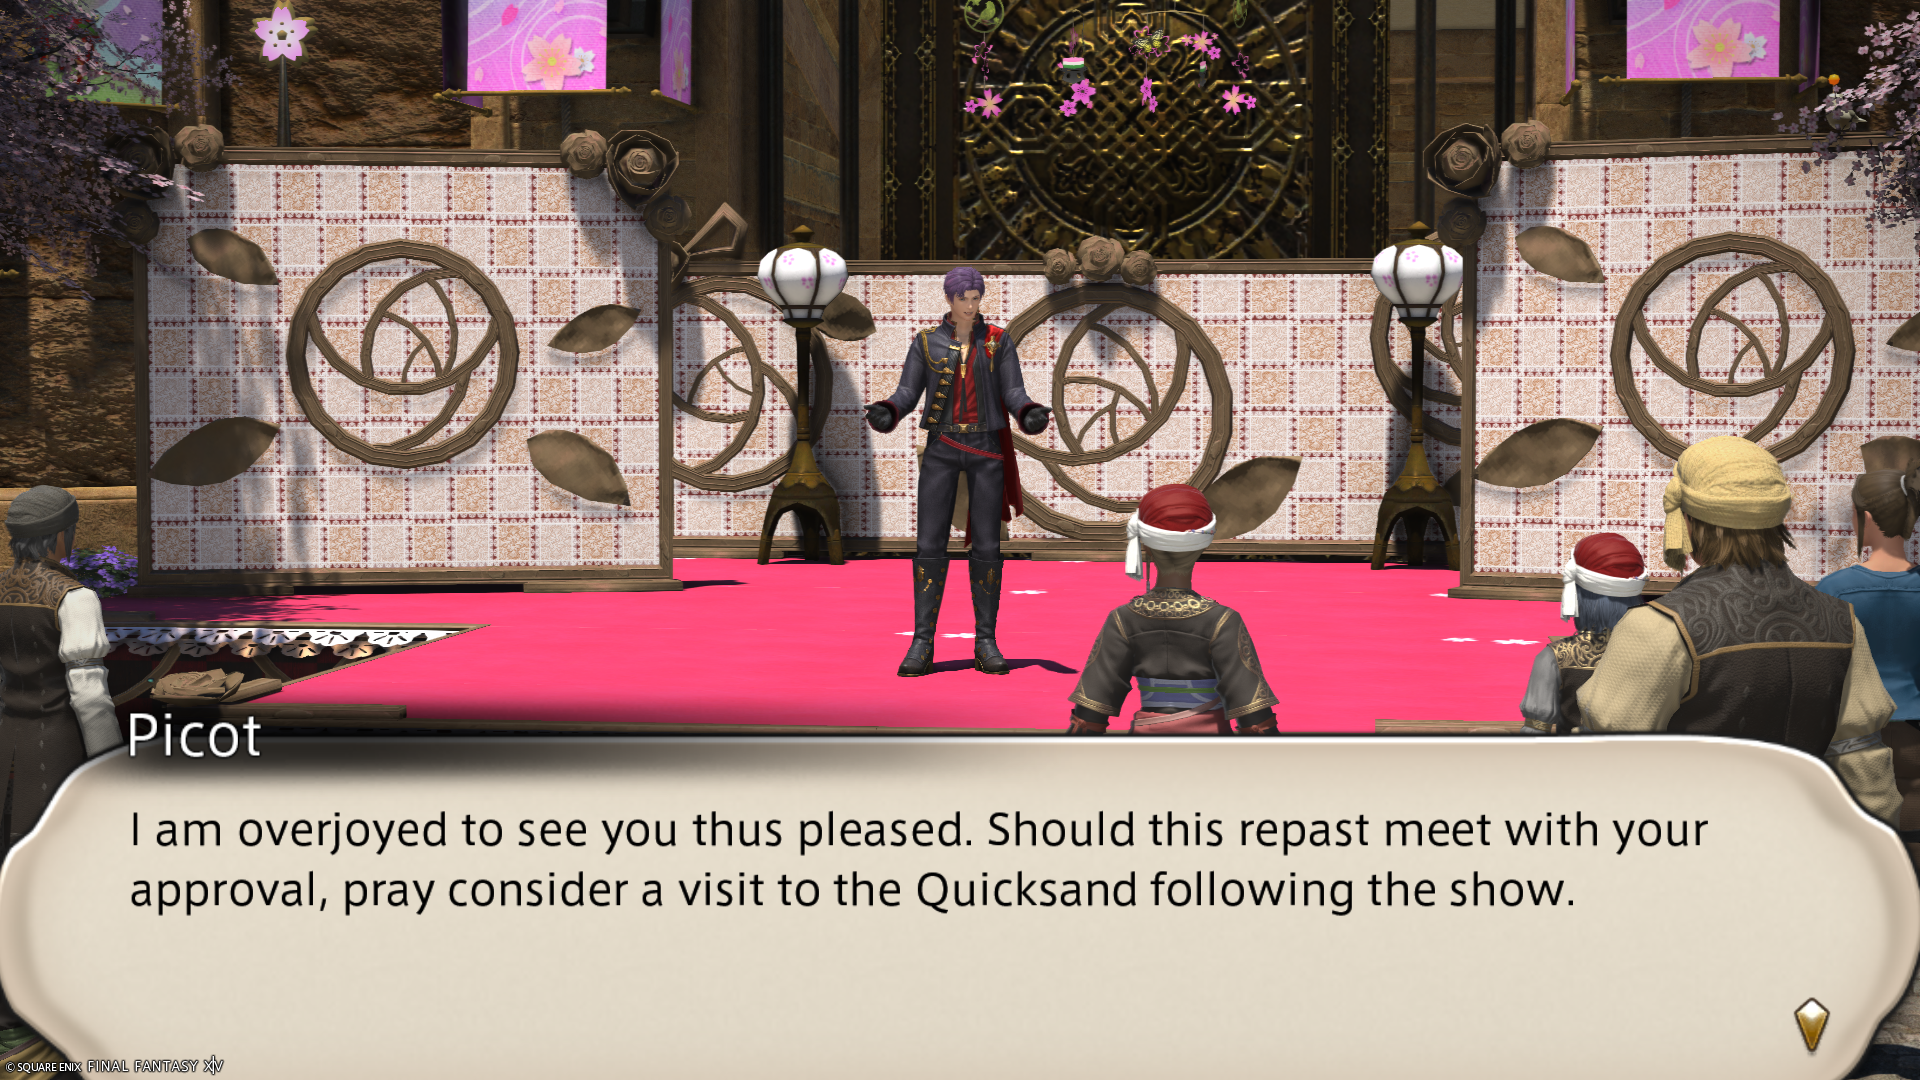 Picot
I am overjoyed to see you thus pleased. Should this repast meet with your
approval, pray consider a visit to the Quicksand following the show.
© SQUARE ENIX FINAL FANTASY XIV